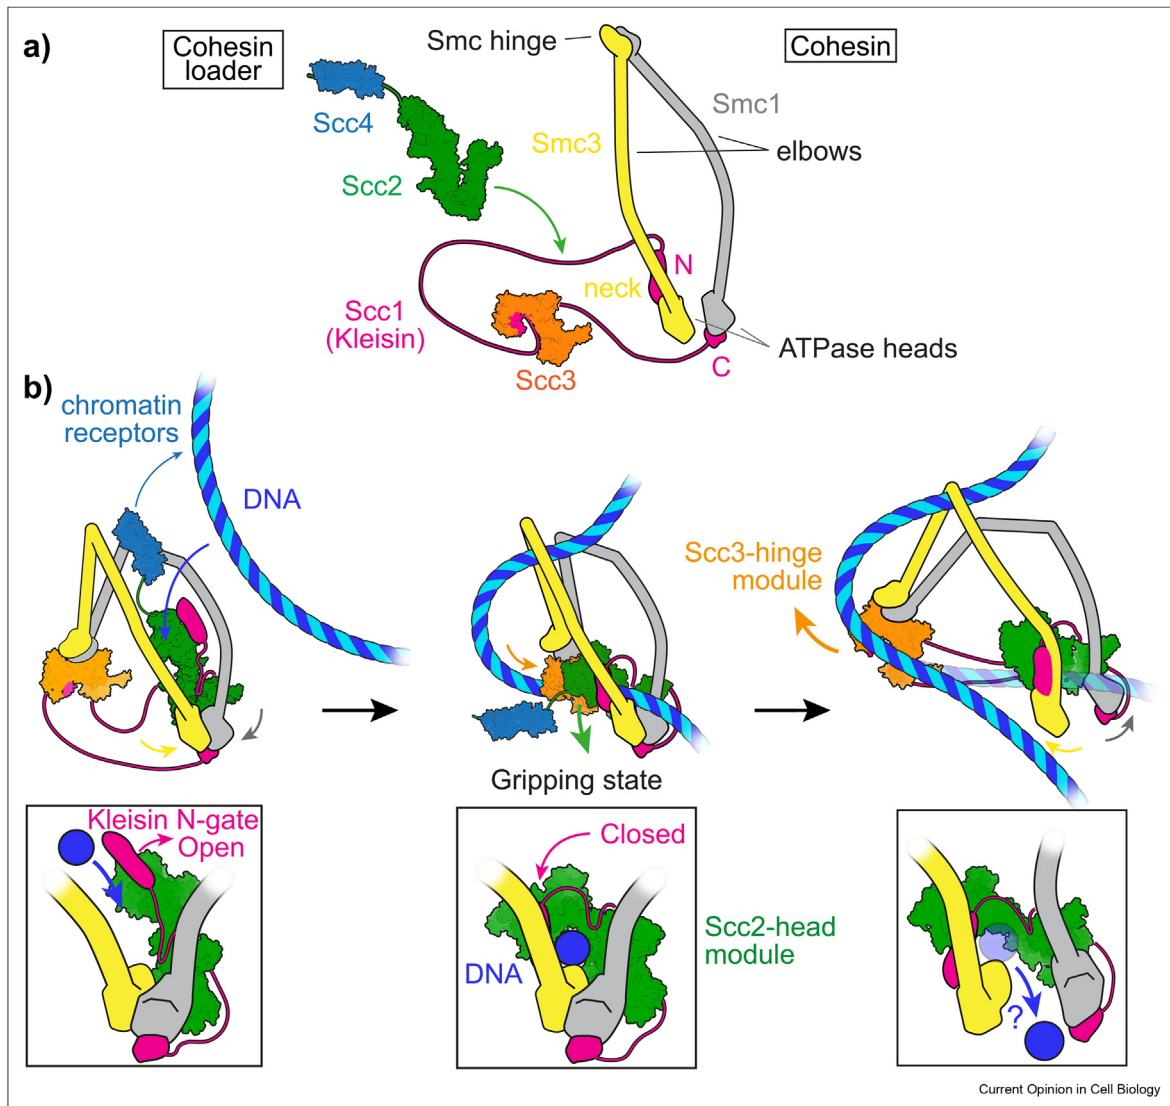 a)
Cohesin
loader
Smc hinge
Cohesin
Scc4
Smc1
Smc3
elbows
Scc2
N
neck
Scc1
(Kleisin)
ATPase heads
Scc3
C
b)
chromatin
receptors
DNA
Scc3-hinge
module
Gripping state
Kleisin N-gate
Open
Closed
Scc2-head
module
DNA
?
Current Opinion in Cell Biology